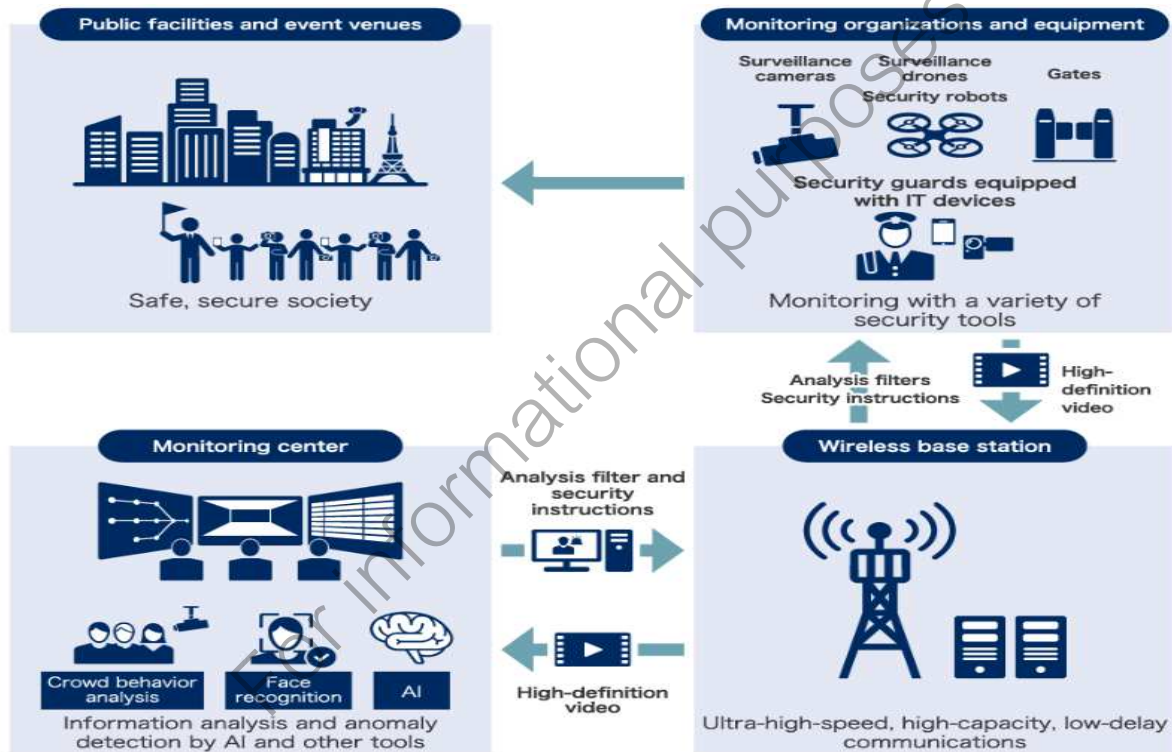 Public facilities and event venues
Safe, secure society
Monitoring organizations and equipment
Surveillance
cameras
Surveillance
drones
Security robots
Gates
Security guards equipped
with IT devices
Monitoring with a variety of
security tools
Analysis filters
Security instructions
High-
definition
video
Monitoring center
Crowd behavior
analysis
Face
recognition
AI
Information analysis and anomaly
detection by AI and other tools
Analysis filter and
security
instructions
High-definition
video
Wireless base station
Ultra-high-speed, high-capacity, low-delay
communications
For informational purposes